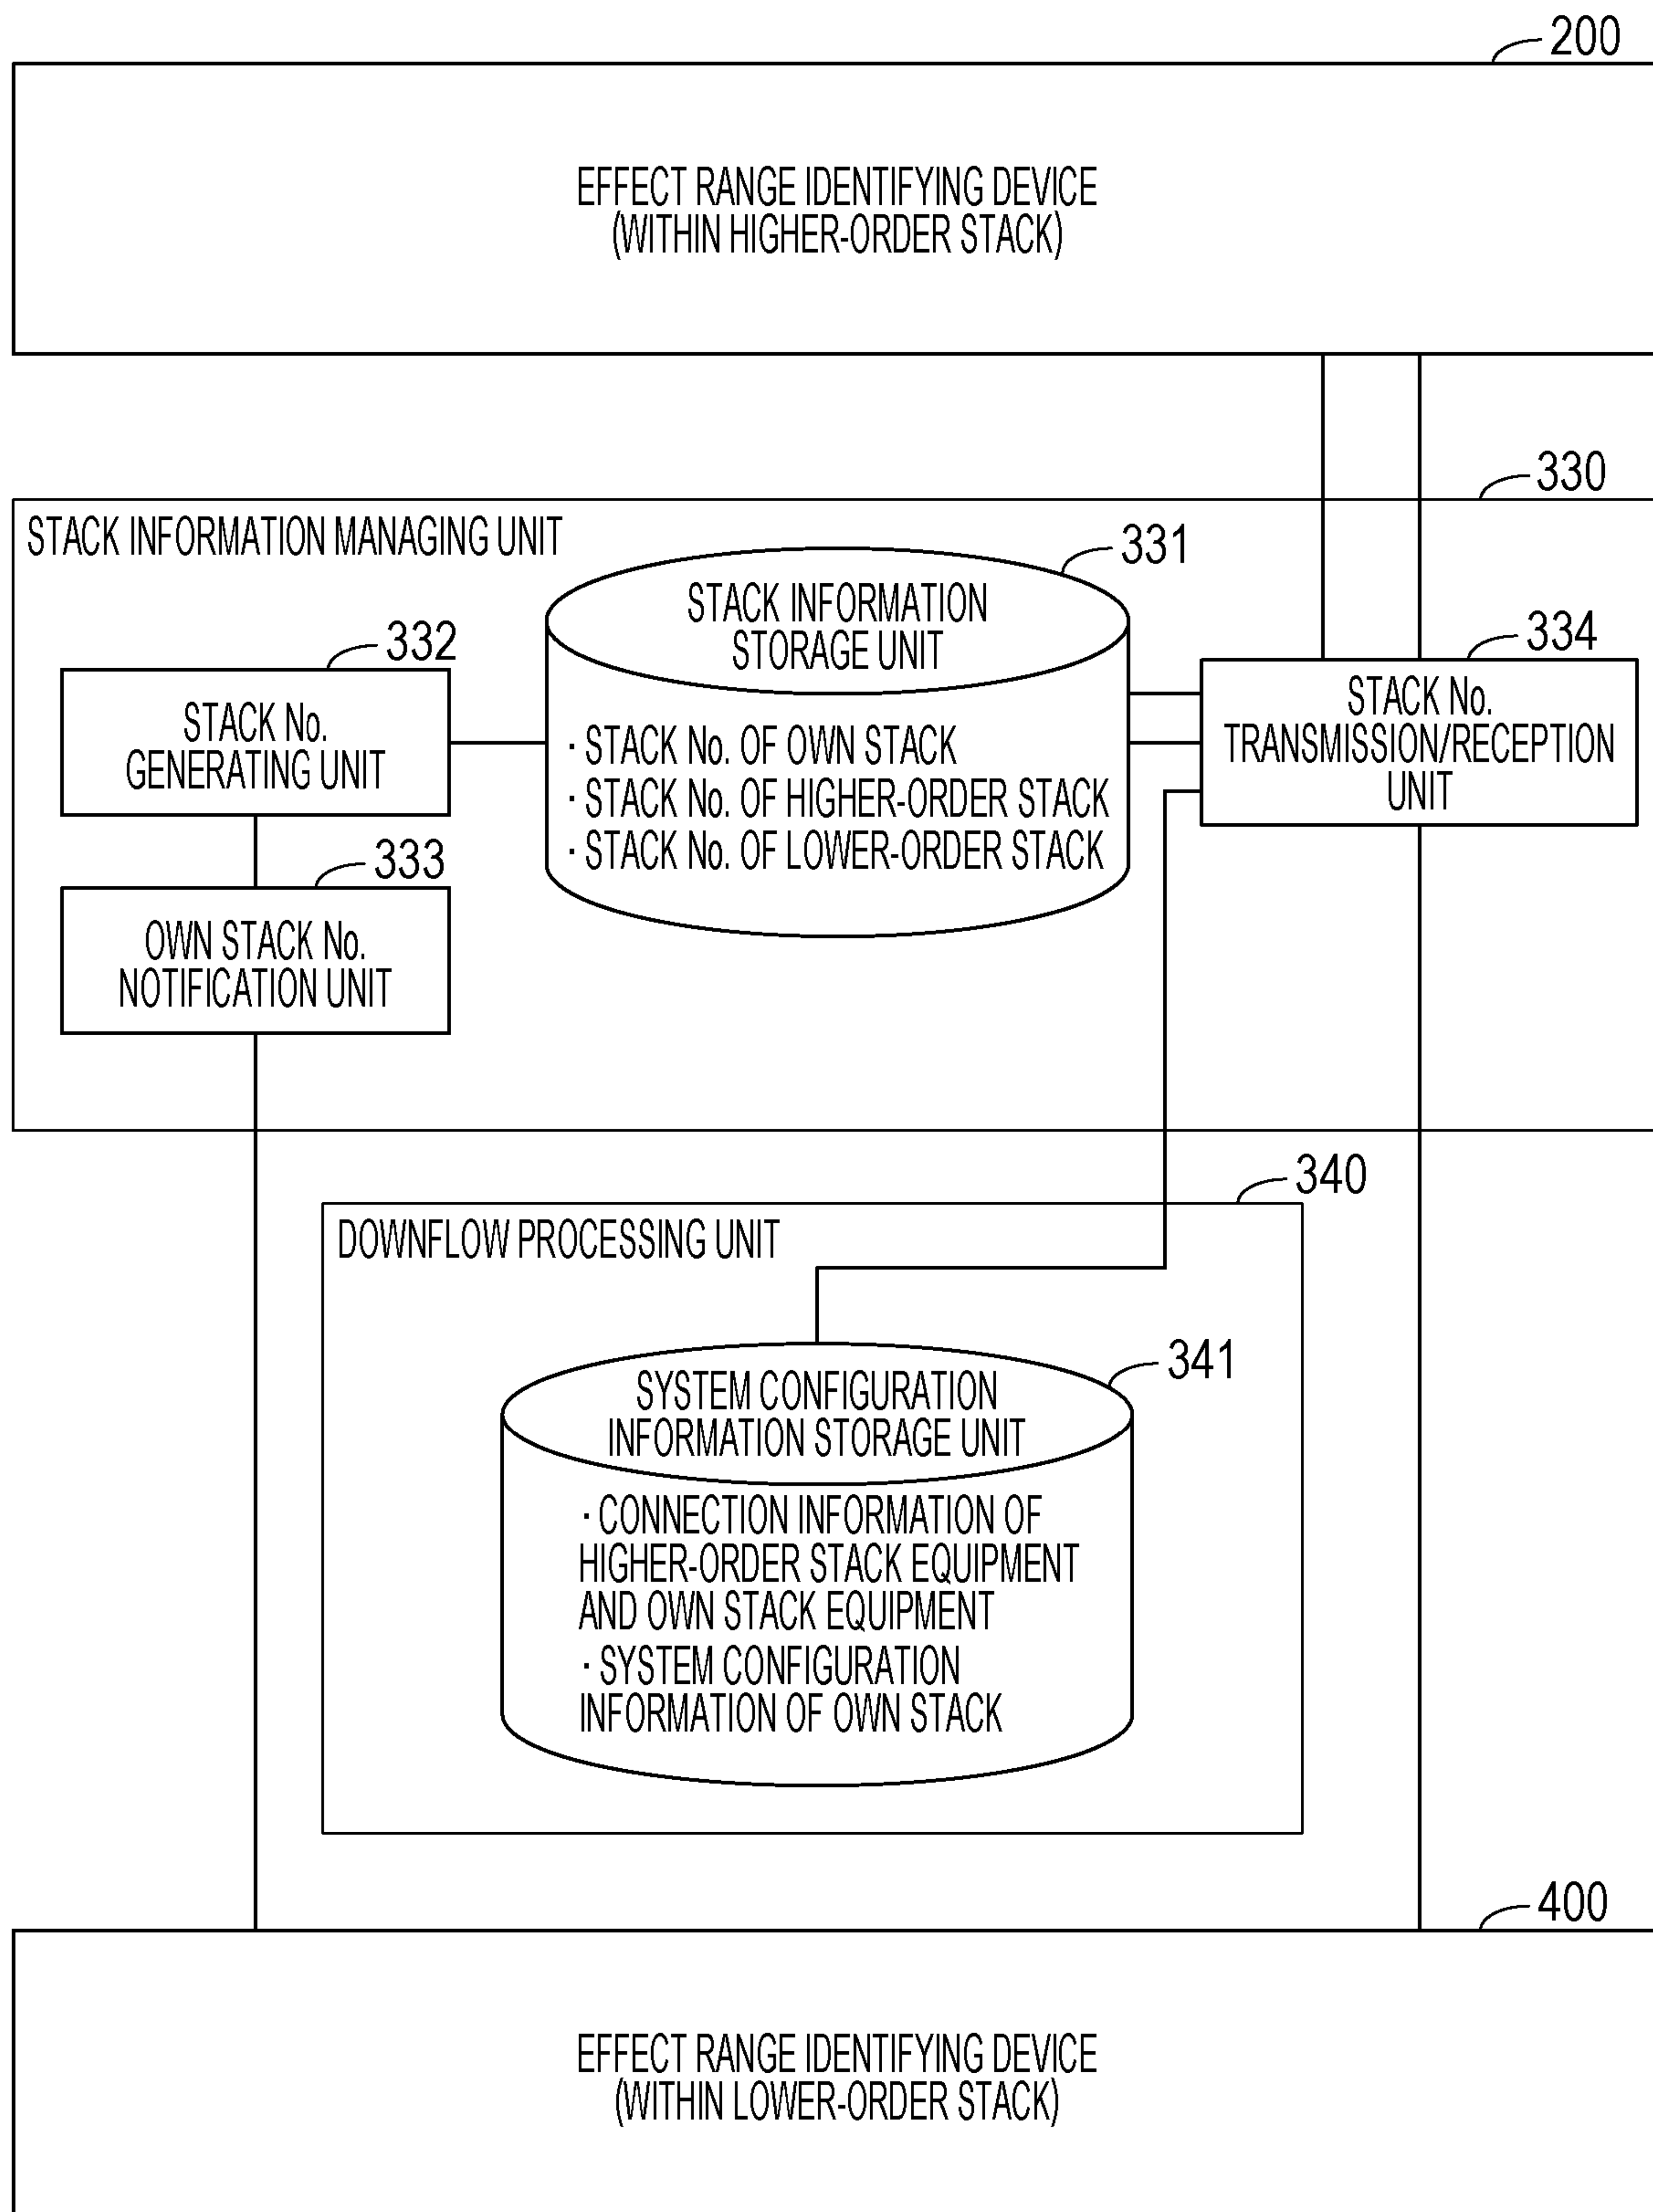 200
EFFECT RANGE IDENTIFYING DEVICE
(WITHIN HIGHER-ORDER STACK)
330
STACK INFORMATION MANAGING UNIT
331
STACK INFORMATION
STORAGE UNIT
· STACK No. OF OWN STACK
· STACK No. OF HIGHER-ORDER STACK
· STACK No. OF LOWER-ORDER STACK
332
STACK No.
GENERATING UNIT
333
OWN STACK No.
NOTIFICATION UNIT
334
STACK No.
TRANSMISSION/RECEPTION
UNIT
340
DOWNFLOW PROCESSING UNIT
341
SYSTEM CONFIGURATION
INFORMATION STORAGE UNIT
· CONNECTION INFORMATION OF
HIGHER-ORDER STACK EQUIPMENT
AND OWN STACK EQUIPMENT
· SYSTEM CONFIGURATION
INFORMATION OF OWN STACK
400
EFFECT RANGE IDENTIFYING DEVICE
(WITHIN LOWER-ORDER STACK)